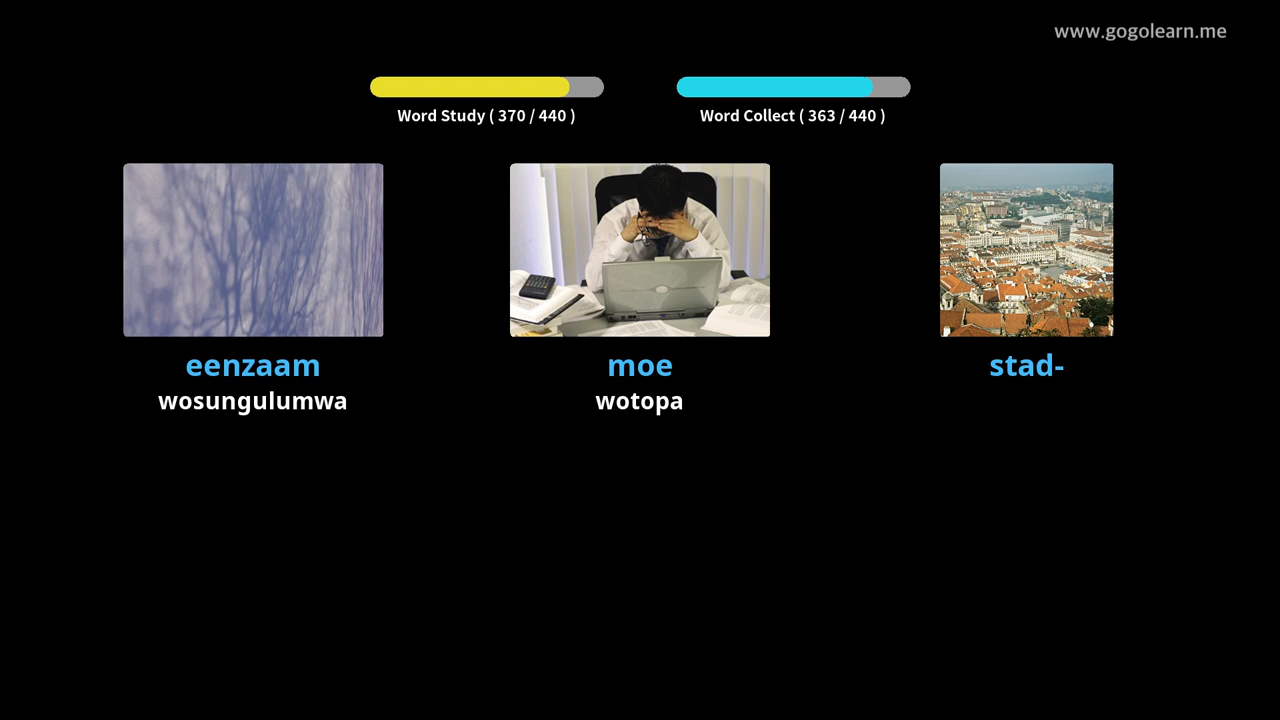 www.gogolearn.me
Word Study ( 370 / 440 )
Word Collect ( 363 / 440 )
eenzaam
wosungulumwa
moe
wotopa
stad-